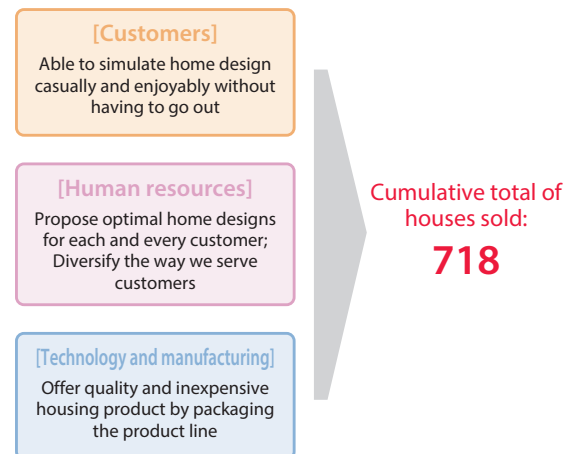 [Customers]
Able to simulate home design
casually and enjoyably without
having to go out
[Human resources]
Propose optimal home designs
for each and every customer;
Diversify the way we serve
customers
[Technology and manufacturing]
Offer quality and inexpensive
housing product by packaging
the product line
Cumulative total of
houses sold:
718